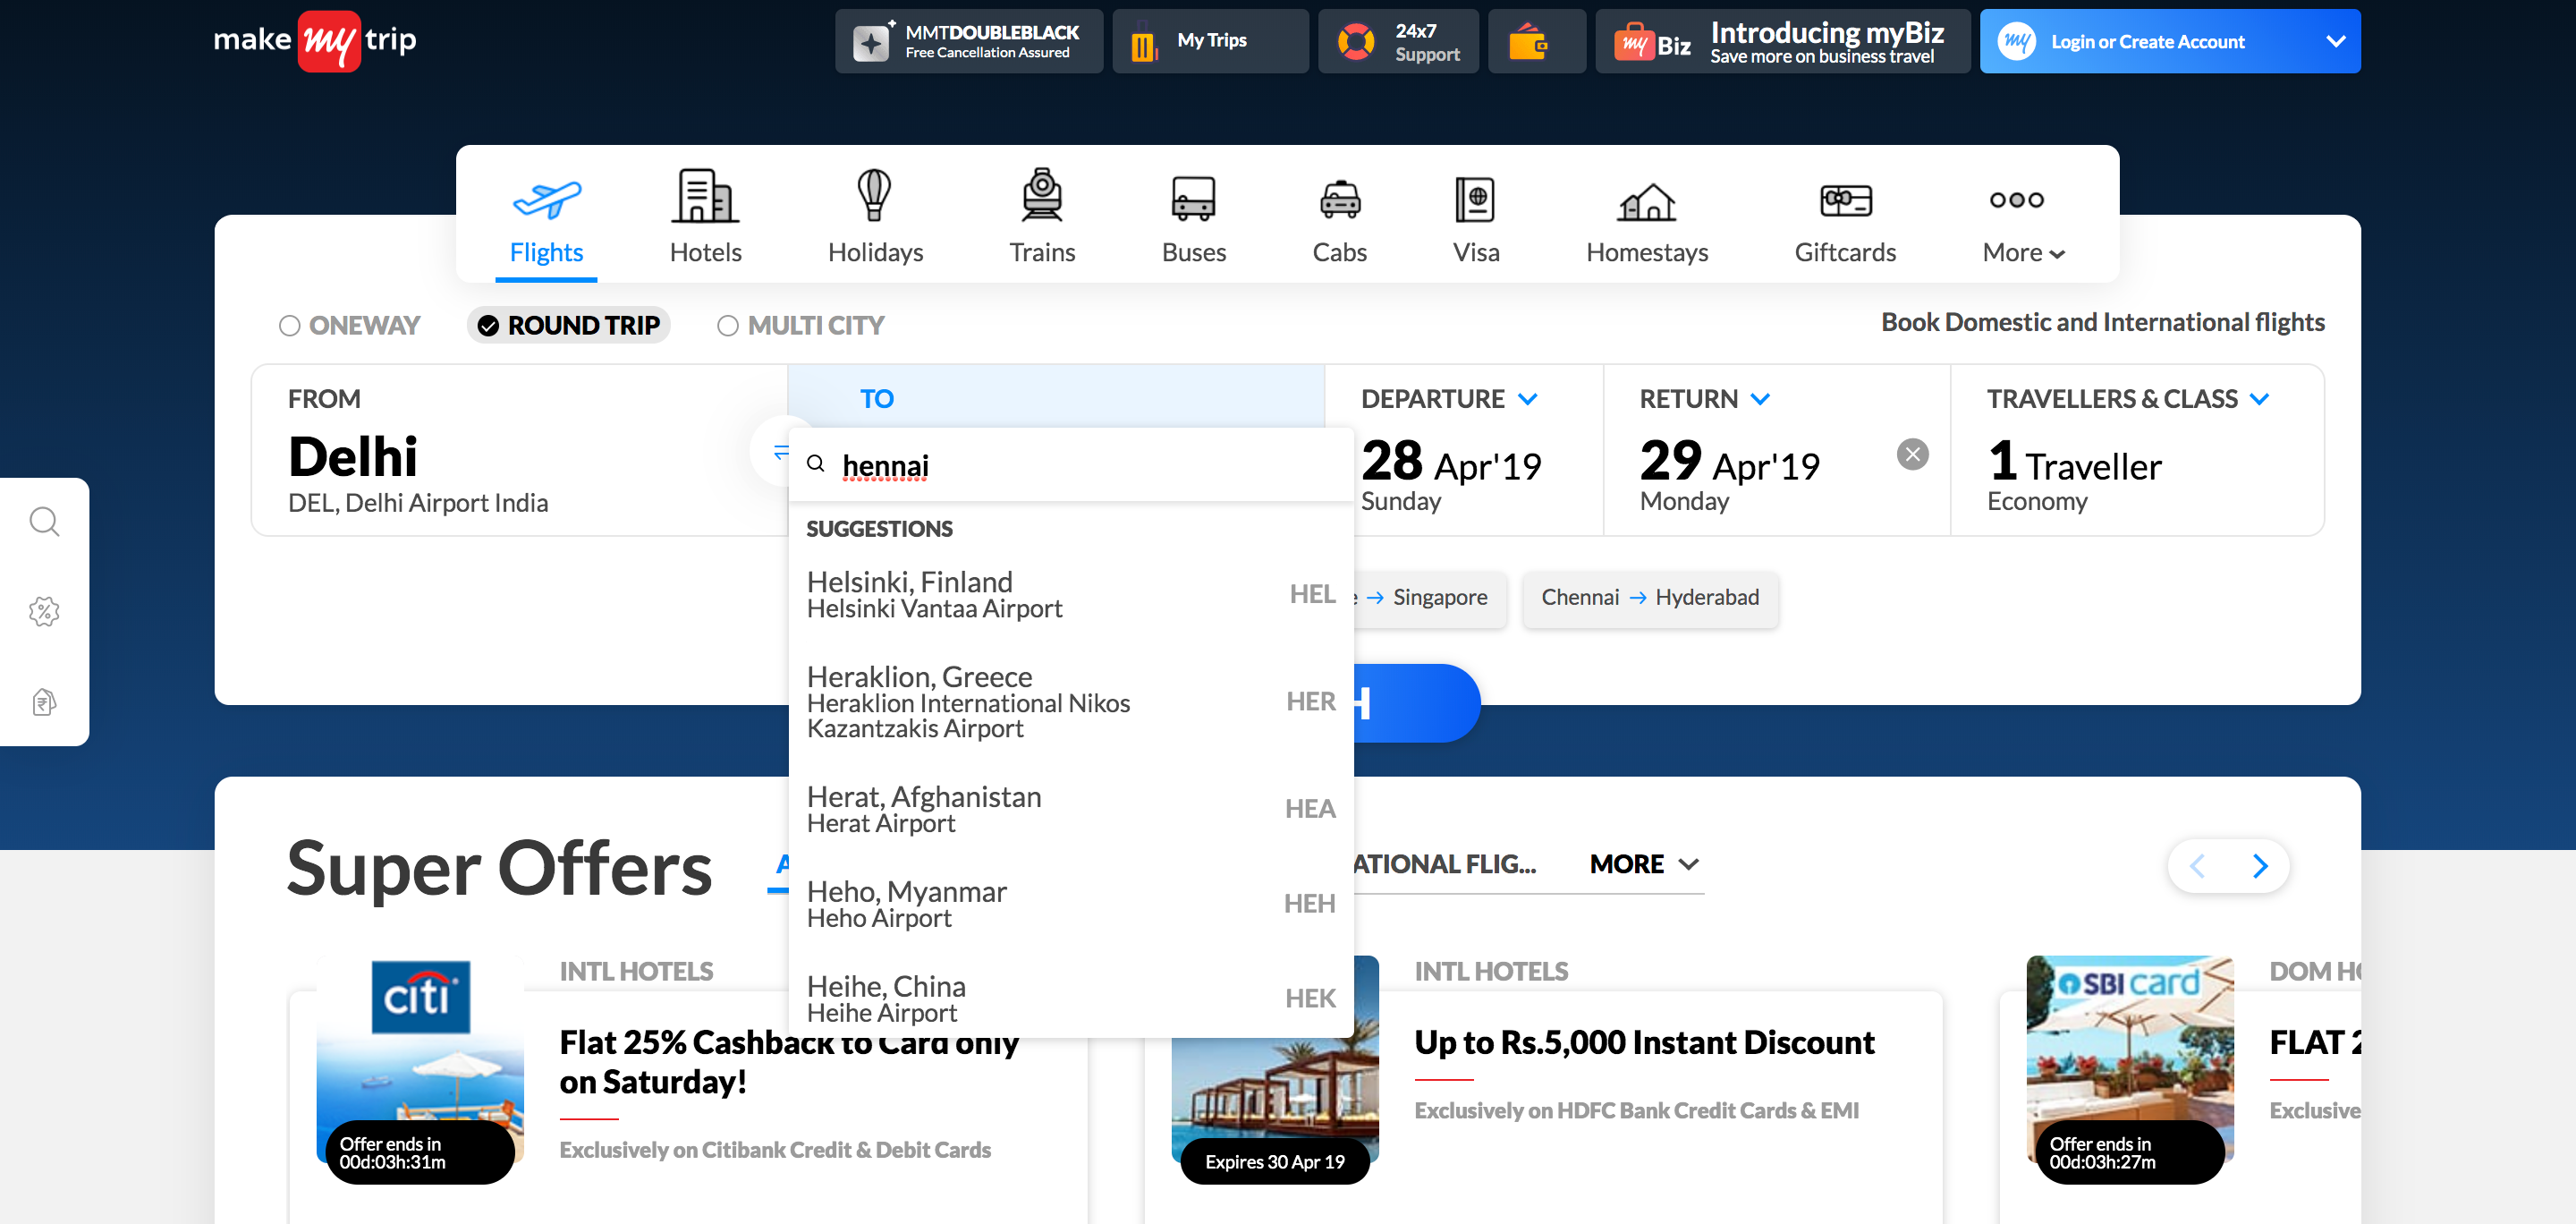 make my trip
MMTDOUBLEBLACK
Free Cancellation Assured
My Trips
24x7
Support
my Biz
Introducing myBiz
Save more on business travel
my
Login or Create Account
Flights
Hotels
Holidays
Trains
Buses
Cabs
Visa
Homestays
Giftcards
More
ONEWAY
ROUND TRIP
MULTI CITY
Book Domestic and International flights
FROM
Delhi
DEL, Delhi Airport India
TO
hennai
DEPARTURE
28 Apr'19
Sunday
RETURN
29 Apr'19
Monday
TRAVELLERS & CLASS
1 Traveller
Economy
SUGGESTIONS
Helsinki, Finland
Helsinki Vantaa Airport
HEL
Heraklion, Greece
Heraklion International Nikos
Kazantzakis Airport
HER
Herat, Afghanistan
Herat Airport
HEA
Heho, Myanmar
Heho Airport
HEH
Heihe, China
Heihe Airport
HEK
e → Singapore
Chennai → Hyderabad
H
Super Offers
A
ATIONAL FLIG...
MORE
citi
INTL HOTELS
Flat 25% Cashback to Card only
on Saturday!
Exclusively on Citibank Credit & Debit Cards
Offer ends in
00d:03h:31m
INTL HOTELS
Up to Rs.5,000 Instant Discount
Exclusively on HDFC Bank Credit Cards & EMI
Expires 30 Apr 19
SBI card
DOM HO
FLAT 2
Exclusive
Offer ends in
00d:03h:27m